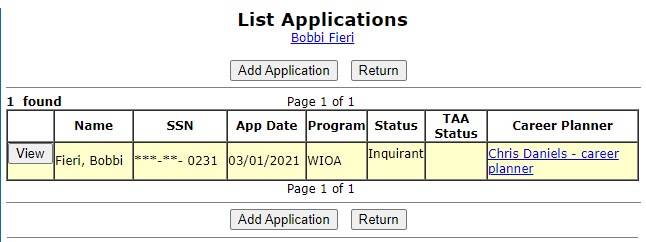 List Applications
Bobbi Fieri
Add Application Return
1 found Page 1 of 1
Name SSN App Date Program Status TAA Status Career Planner
View Fieri, Bobbi ***-**- 0231 03/01/2021 WIOA Inquirant Chris Daniels - career planner
Page 1 of 1
Add Application Return